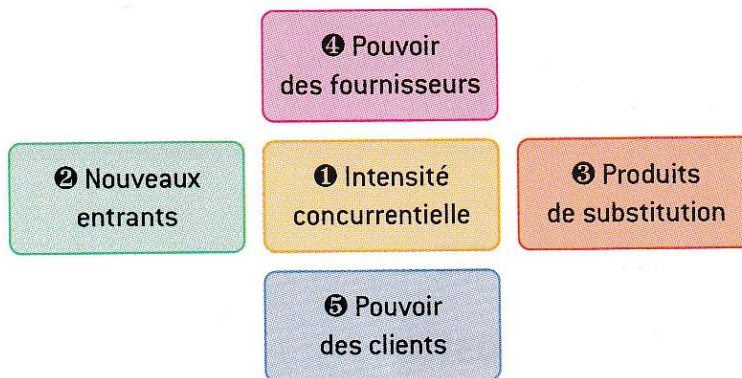 ❹ Pouvoir
des fournisseurs
❷ Nouveaux
entrants
❶ Intensité
concurrentielle
❸ Produits
de substitution
❺ Pouvoir
des clients